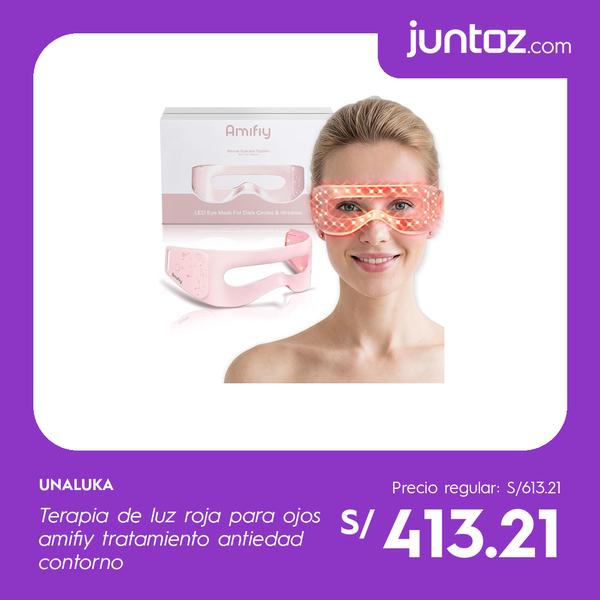 juntoz.com
Amifiy
LED Eye Mask For Dark Circles & Wrinkles
Amifiy
UNALUKA
Terapia de luz roja para ojos
amifiy tratamiento antiedad
contorno
Precio regular: S/613.21
S/ 413.21